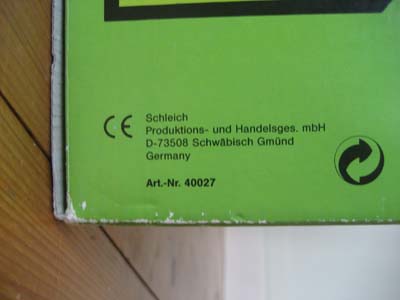 CE
Schleich
Produktions- und Handelsges. mbH
D-73508 Schwäbisch Gmünd
Germany
Art.-Nr. 40027